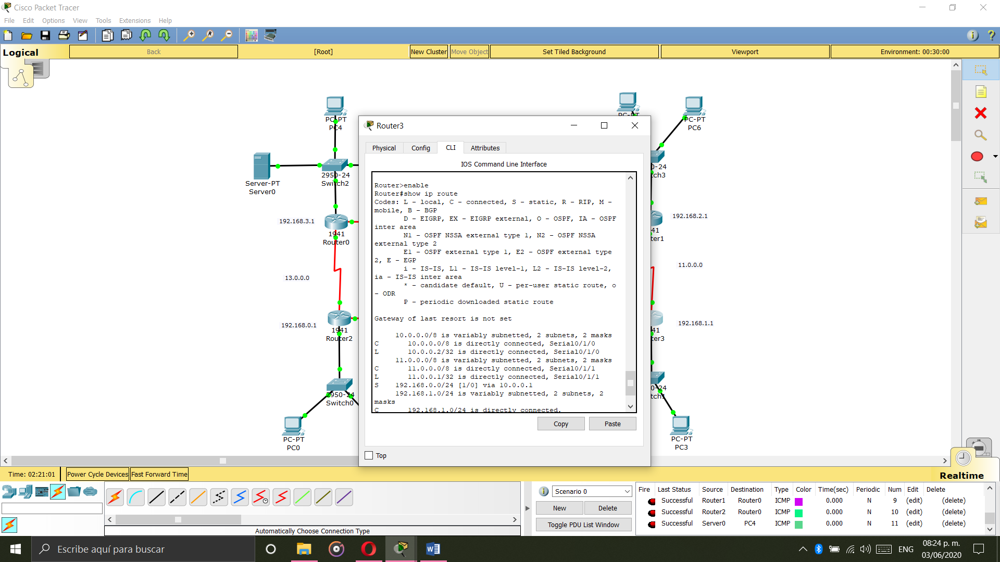 Cisco Packet Tracer
File Edit Options View Tools Extensions Help
Logical Back [Root] New Cluster Move Object Set Tiled Background Viewport Environment: 00:30:00
PC-PT
PC4
PC-PT
PC-PT
PC6
Server-PT
Server0
2950-24
Switch2
0-24
tch3
192.168.3.1
1941
Router0
192.168.2.1
41
ter1
13.0.0.0
11.0.0.0
192.168.0.1
1941
Router2
192.168.1.1
41
ter3
2950-24
Switch0
0-24
tch1
PC-PT
PC0
PC-PT
PC3
Router3
Physical Config CLI Attributes
IOS Command Line Interface
Router>enable
Router#show ip route
Codes: L - local, C - connected, S - static, R - RIP, M -
mobile, B - BGP
D - EIGRP, EX - EIGRP external, O - OSPF, IA - OSPF
inter area
N1 - OSPF NSSA external type 1, N2 - OSPF NSSA
external type 2
E1 - OSPF external type 1, E2 - OSPF external type
2, E - EGP
i - IS-IS, L1 - IS-IS level-1, L2 - IS-IS level-2,
ia - IS-IS inter area
* - candidate default, U - per-user static route, o
- ODR
P - periodic downloaded static route
Gateway of last resort is not set
10.0.0.0/8 is variably subnetted, 2 subnets, 2 masks
C 10.0.0.0/8 is directly connected, Serial0/1/0
L 10.0.0.2/32 is directly connected, Serial0/1/0
11.0.0.0/8 is variably subnetted, 2 subnets, 2 masks
C 11.0.0.0/8 is directly connected, Serial0/1/1
L 11.0.0.1/32 is directly connected, Serial0/1/1
S 192.168.0.0/24 [1/0] via 10.0.0.1
192.168.1.0/24 is variably subnetted, 2 subnets, 2
masks
C 192.168.1.0/24 is directly connected,
Copy Paste
Top
Time: 02:21:01 Power Cycle Devices Fast Forward Time
Realtime
Automatically Choose Connection Type
Scenario 0
New Delete
Toggle PDU List Window
Fire Last Status Source Destination Type Color Time(sec) Periodic Num Edit Delete
Successful Router1 Router0 ICMP 0.000 N 9 (edit) (delete)
Successful Router2 Router0 ICMP 0.000 N 10 (edit) (delete)
Successful Server0 PC4 ICMP 0.000 N 11 (edit) (delete)
Escribe aquí para buscar
ENG
08:24 p. m.
03/06/2020